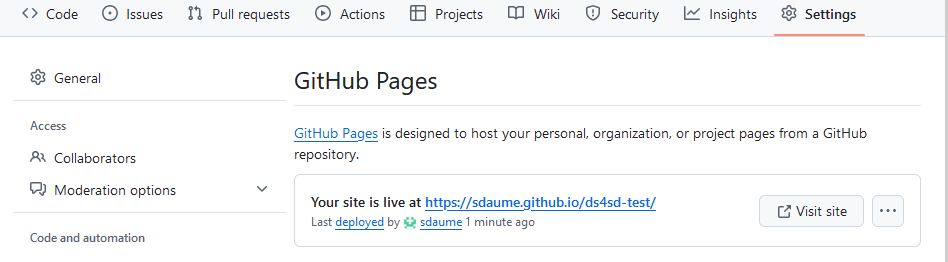 Code Issues Pull requests Actions Projects Wiki Security Insights Settings
General
Access
Collaborators
Moderation options
Code and automation
GitHub Pages
GitHub Pages is designed to host your personal, organization, or project pages from a GitHub
repository.
Your site is live at https://sdaume.github.io/ds4sd-test/
Last deployed by sdaume 1 minute ago
Visit site